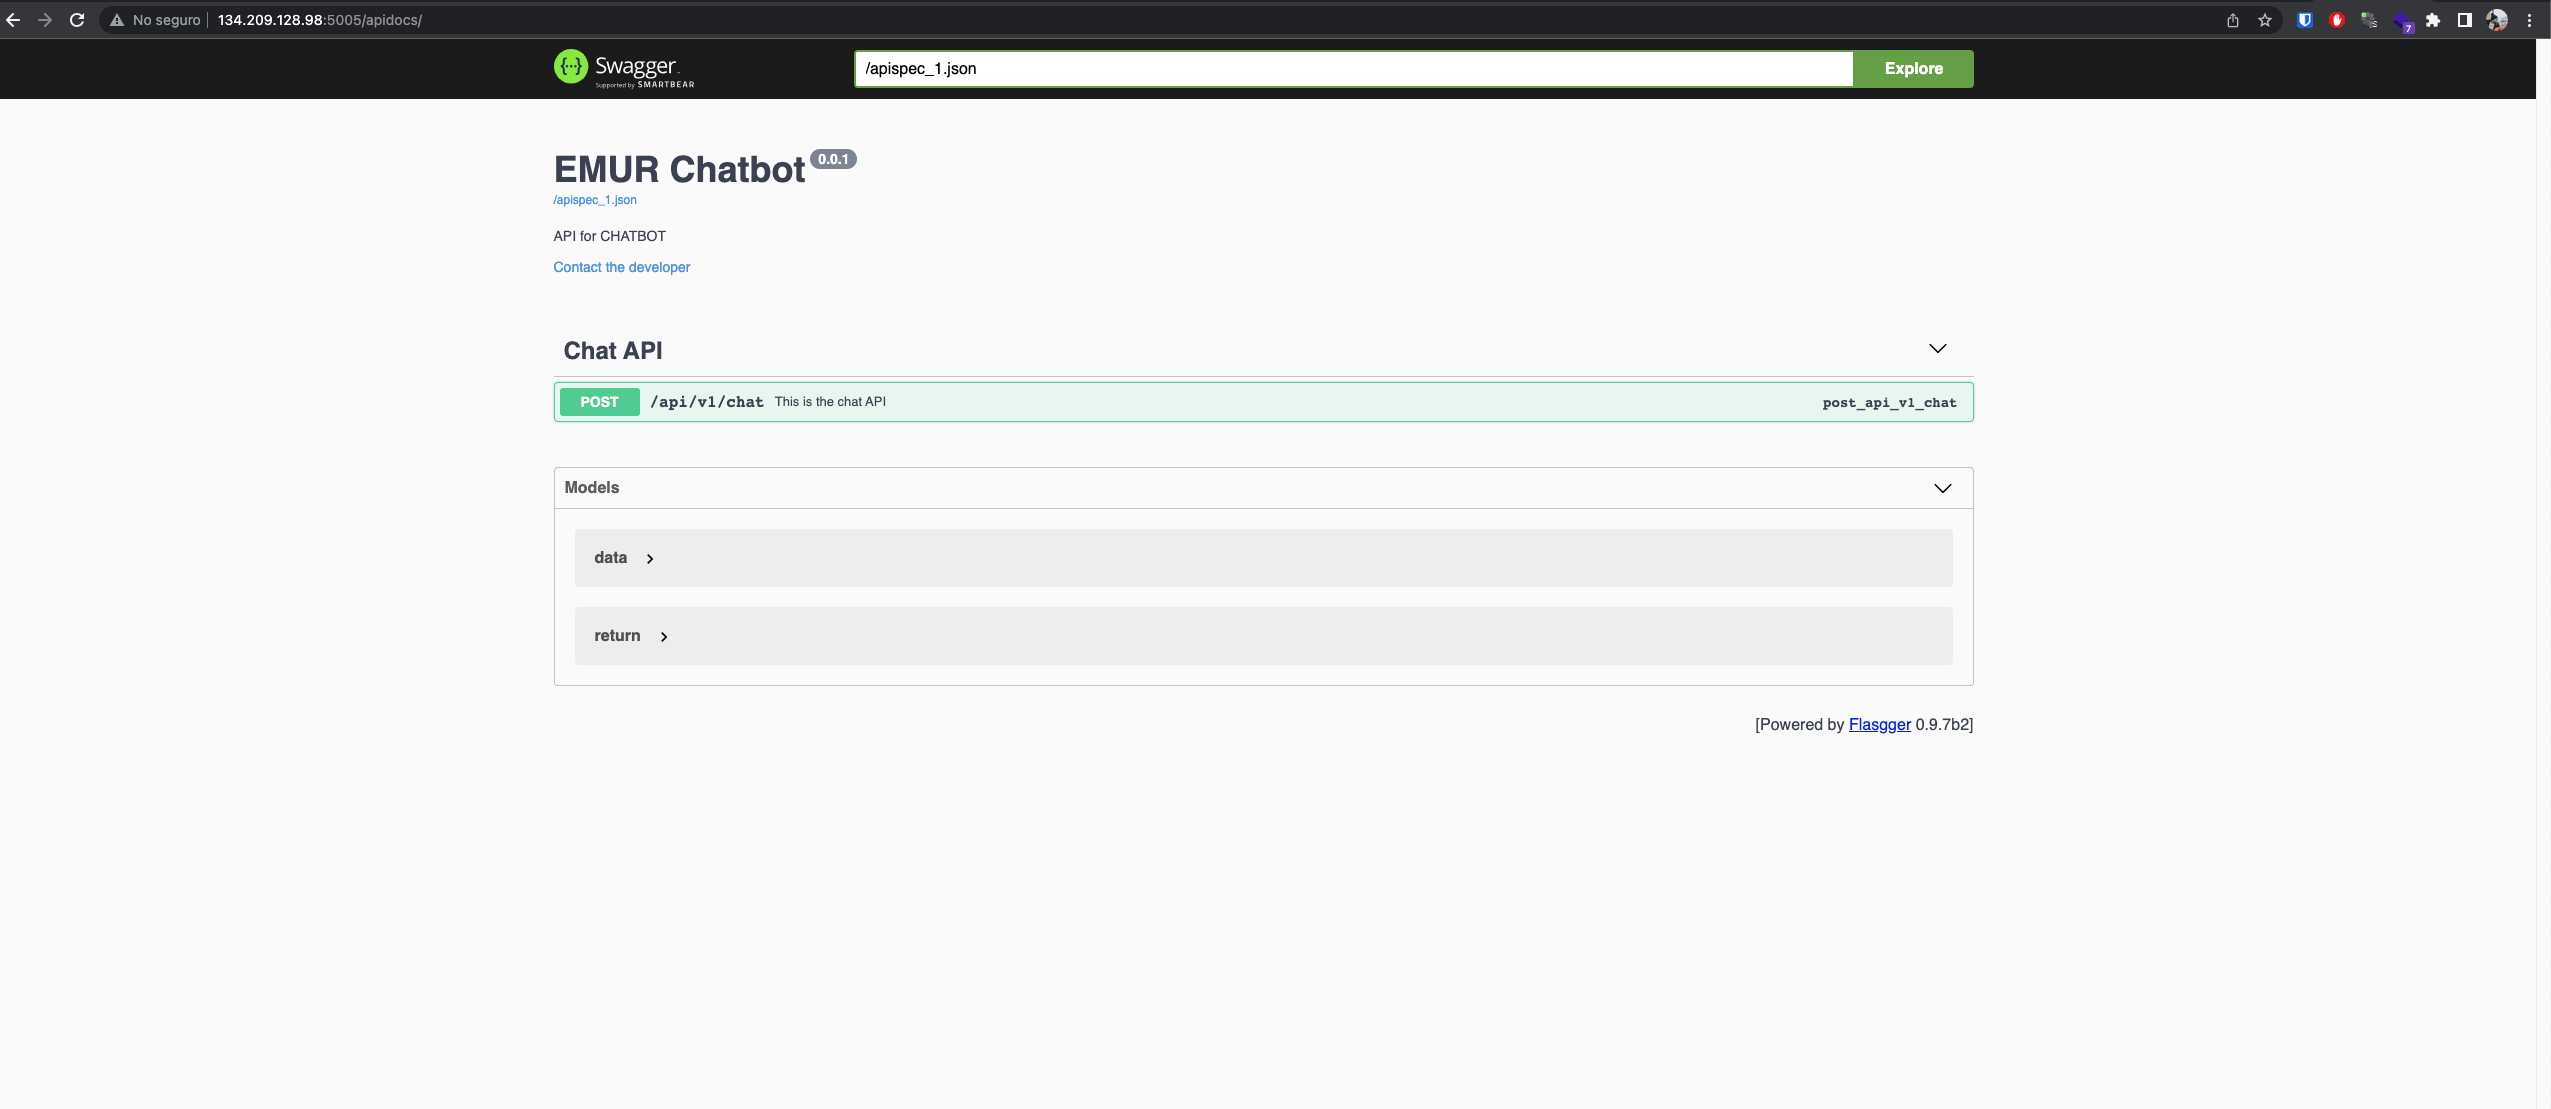 No seguro 134.209.128.98:5005/apidocs/
7
Swagger
Supported by SMARTBEAR
/apispec_1.json
Explore
EMUR Chatbot 0.0.1
/apispec_1.json
API for CHATBOT
Contact the developer
Chat API
POST /api/v1/chat This is the chat API post_api_v1_chat
Models
data
return
[Powered by Flasgger 0.9.7b2]